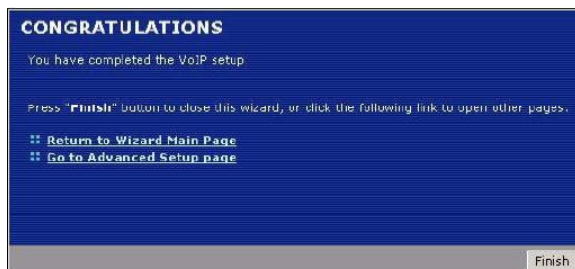 CONGRATULATIONS
You have completed the VoIP setup
Press "Finish" button to close this wizard, or click the following link to open other pages.
Return to Wizard Main Page
Go to Advanced Setup page
Finish